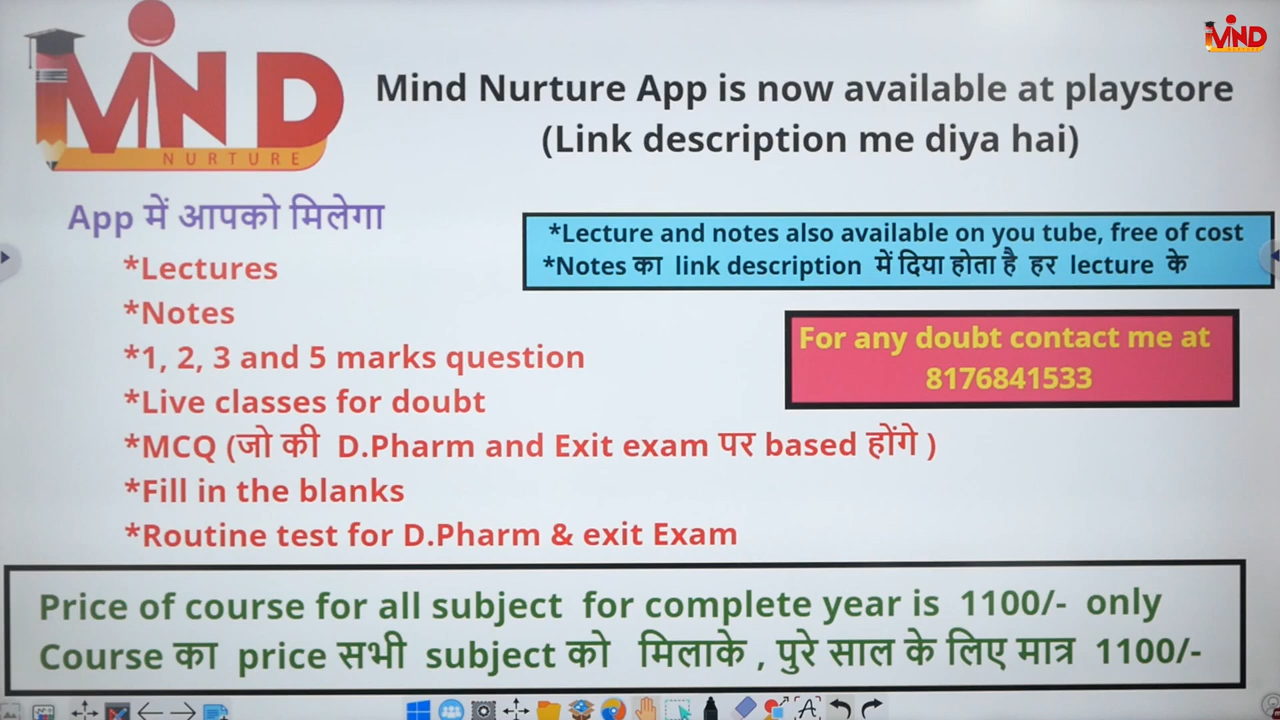 MIND
NURTURE
MIND
Mind Nurture App is now available at playstore
(Link description me diya hai)
App में आपको मिलेगा
*Lectures
*Notes
*1, 2, 3 and 5 marks question
*Live classes for doubt
*MCQ (जो की D.Pharm and Exit exam पर based होंगे )
*Fill in the blanks
*Routine test for D.Pharm & exit Exam
*Lecture and notes also available on you tube, free of cost
*Notes का link description में दिया होता है हर lecture के
For any doubt contact me at
8176841533
Price of course for all subject for complete year is 1100/- only
Course का price सभी subject को मिलाके , पुरे साल के लिए मात्र 1100/-